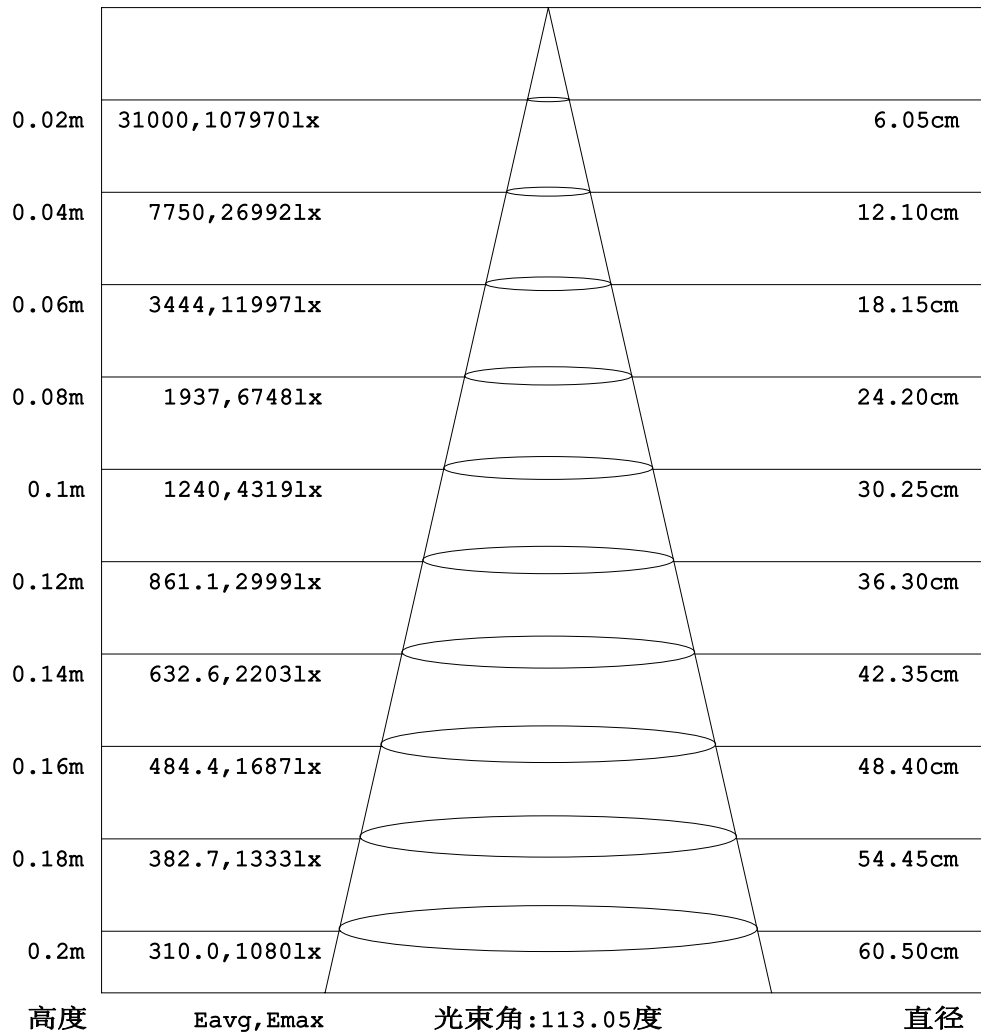 0.02m 31000,107970lx 6.05cm
0.04m 7750,26992lx 12.10cm
0.06m 3444,11997lx 18.15cm
0.08m 1937,6748lx 24.20cm
0.1m 1240,4319lx 30.25cm
0.12m 861.1,2999lx 36.30cm
0.14m 632.6,2203lx 42.35cm
0.16m 484.4,1687lx 48.40cm
0.18m 382.7,1333lx 54.45cm
0.2m 310.0,1080lx 60.50cm
高度 Eavg,Emax 光束角:113.05度 直径